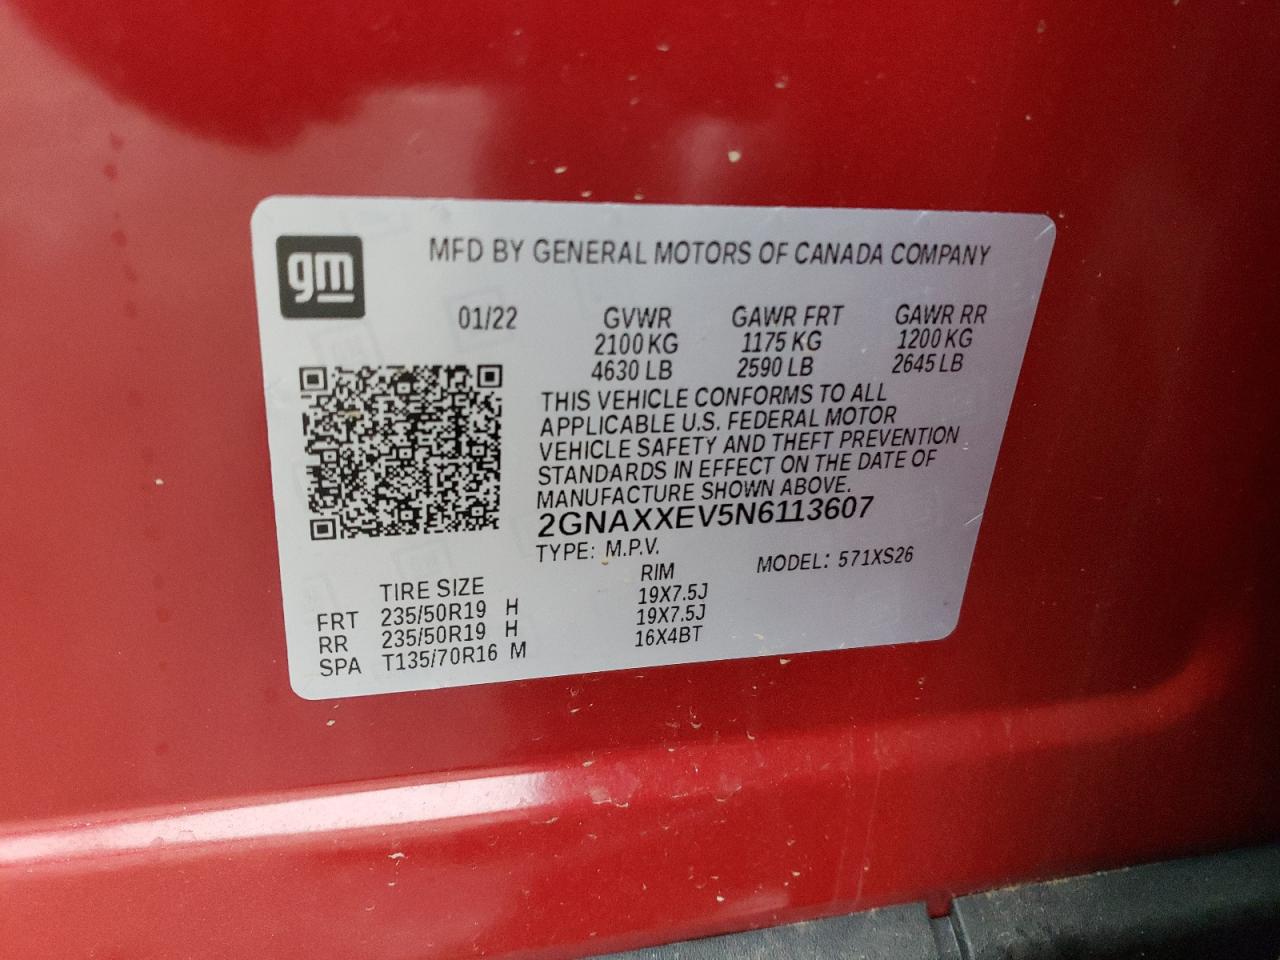 gm
MFD BY GENERAL MOTORS OF CANADA COMPANY
01/22 GVWR GAWR FRT GAWR RR
2100 KG 1175 KG 1200 KG
4630 LB 2590 LB 2645 LB
THIS VEHICLE CONFORMS TO ALL
APPLICABLE U.S. FEDERAL MOTOR
VEHICLE SAFETY AND THEFT PREVENTION
STANDARDS IN EFFECT ON THE DATE OF
MANUFACTURE SHOWN ABOVE.
2GNAXXEV5N6113607
TYPE: M.P.V. MODEL: 571XS26
TIRE SIZE RIM
FRT 235/50R19 H 19X7.5J
RR 235/50R19 H 19X7.5J
SPA T135/70R16 M 16X4BT